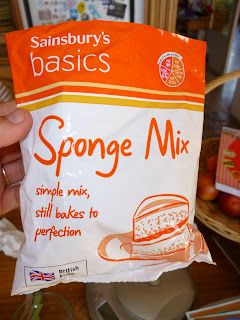 Sainsbury's
basics
Sponge Mix
simple mix,
still bakes to
perfection
British